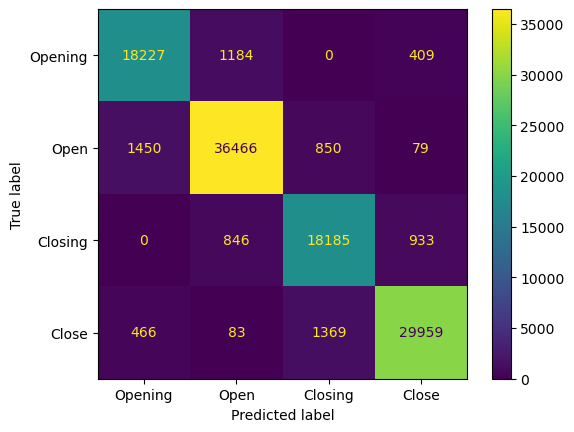 True label
Opening 18227 1184 0 409
Open 1450 36466 850 79
Closing 0 846 18185 933
Close 466 83 1369 29959
Opening Open Closing Close
Predicted label
35000
30000
25000
20000
15000
10000
5000
0